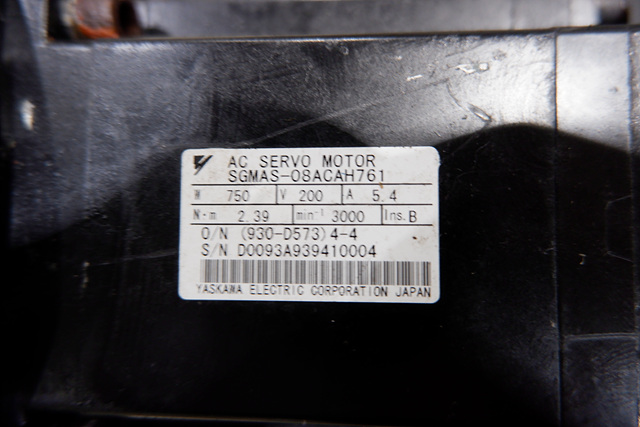 AC SERVO MOTOR
SGMAS-08ACAH761
W 750 V 200 A 5.4
N·m 2.39 min⁻¹ 3000 Ins. B
O/N (930-D573)4-4
S/N D0093A939410004
YASKAWA ELECTRIC CORPORATION JAPAN